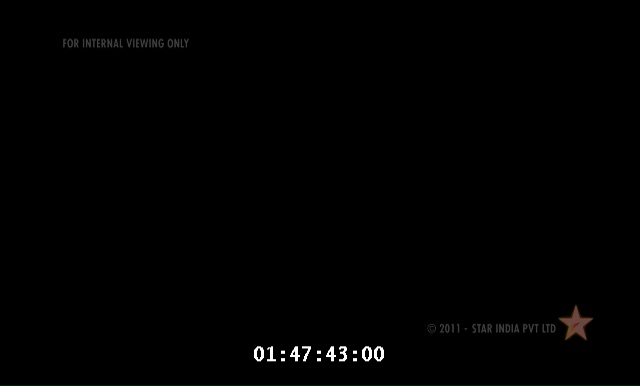 FOR INTERNAL VIEWING ONLY
© 2011 - STAR INDIA PVT LTD
01:47:43:00